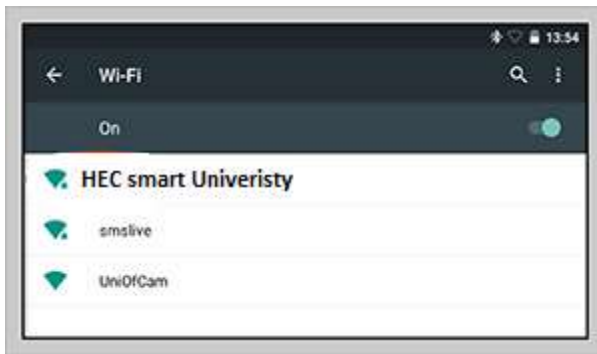 13:54
Wi-Fi
On
HEC smart Univeristy
smslive
UniOfCam